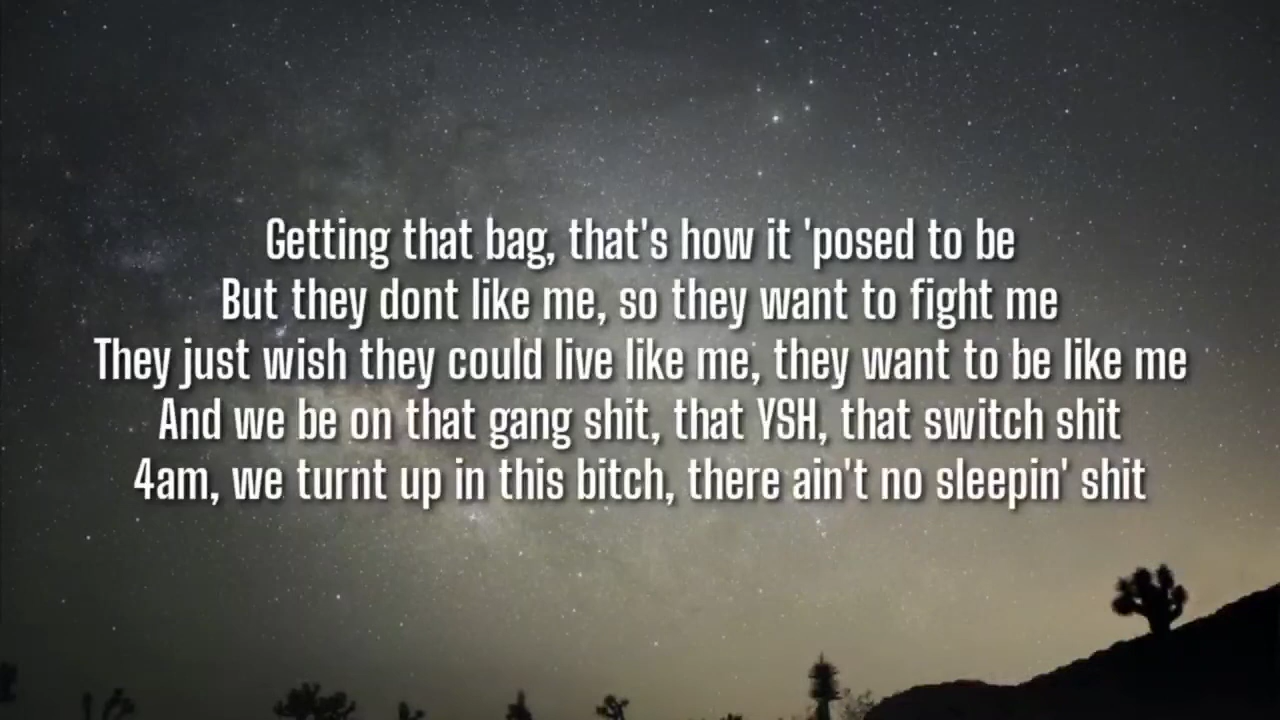 Getting that bag, that's how it 'posed to be
But they dont like me, so they want to fight me
They just wish they could live like me, they want to be like me
And we be on that gang shit, that YSH, that switch shit
4am, we turnt up in this bitch, there ain't no sleepin' shit